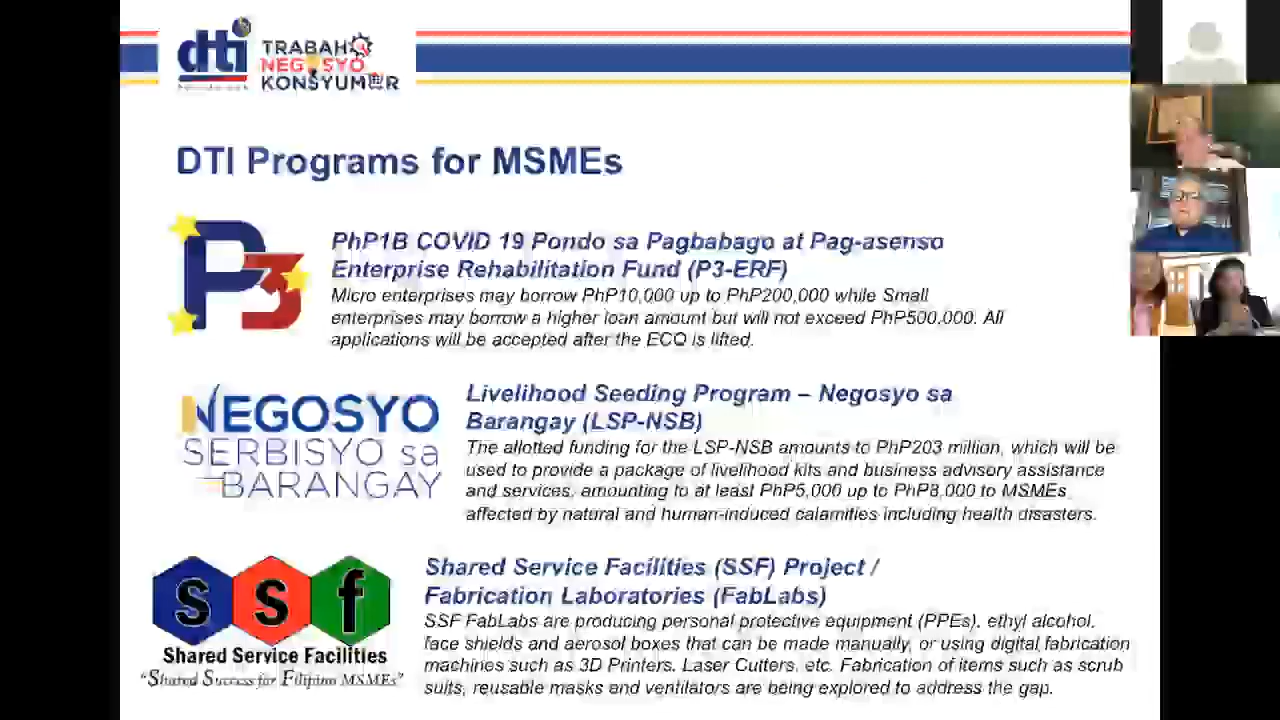 dti
TRABAHO
NEGOSYO
KONSYUMER
DTI Programs for MSMEs
P3
PhP1B COVID 19 Pondo sa Pagbabago at Pag-asenso
Enterprise Rehabilitation Fund (P3-ERF)
Micro enterprises may borrow PhP10,000 up to PhP200,000 while Small
enterprises may borrow a higher loan amount but will not exceed PhP500,000. All
applications will be accepted after the ECQ is lifted.
NEGOSYO
SERBISYO sa
BARANGAY
Livelihood Seeding Program – Negosyo sa
Barangay (LSP-NSB)
The allotted funding for the LSP-NSB amounts to PhP203 million, which will be
used to provide a package of livelihood kits and business advisory assistance
and services, amounting to at least PhP5,000 up to PhP8,000 to MSMEs
affected by natural and human-induced calamities including health disasters.
S S f
Shared Service Facilities
"Shared Success for Filipino MSMEs"
Shared Service Facilities (SSF) Project /
Fabrication Laboratories (FabLabs)
SSF FabLabs are producing personal protective equipment (PPEs), ethyl alcohol,
face shields and aerosol boxes that can be made manually, or using digital fabrication
machines such as 3D Printers, Laser Cutters, etc. Fabrication of items such as scrub
suits, reusable masks and ventilators are being explored to address the gap.